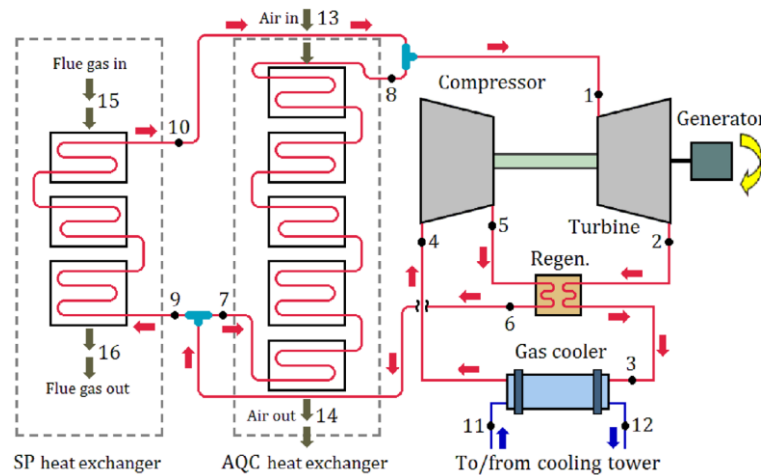 Air in
13
Flue gas in
15
10
8
Compressor
1
Generator
Turbine
5
4
2
Regen.
9
7
6
16
Flue gas out
Gas cooler
3
Air out
14
11
12
SP heat exchanger
AQC heat exchanger
To/from cooling tower